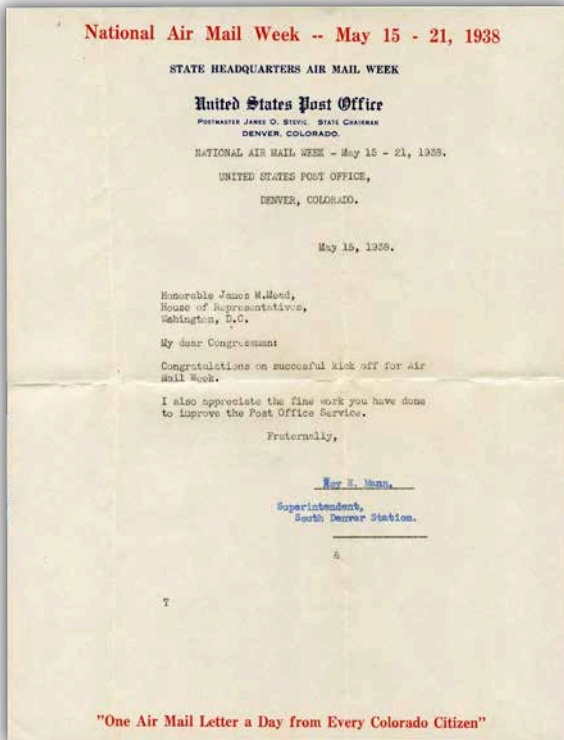 National Air Mail Week -- May 15 - 21, 1938
STATE HEADQUARTERS AIR MAIL WEEK
United States Post Office
POSTMASTER JAMES O. STEVIC, STATE CHAIRMAN
DENVER, COLORADO.
NATIONAL AIR MAIL WEEK - May 15 - 21, 1938.
UNITED STATES POST OFFICE,
DENVER, COLORADO.
May 15, 1938.
Honorable James M.Mead,
House of Representatives,
Wahington, D.C.
My dear Congressman:
Congratulations on succesful kick off for Air
Mail Week.
I also appreciate the fine work you have done
to improve the Post Office Service.
Fraternally,
Roy E. Mann,
Superintendent,
South Denver Station.
&
T
"One Air Mail Letter a Day from Every Colorado Citizen"